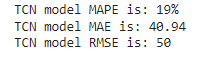 TCN model MAPE is: 19%
TCN model MAE is: 40.94
TCN model RMSE is: 50